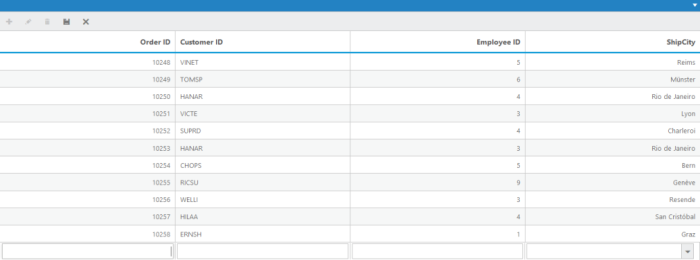 Order ID Customer ID Employee ID ShipCity
10248 VINET 5 Reims
10249 TOMSP 6 Münster
10250 HANAR 4 Rio de Janeiro
10251 VICTE 3 Lyon
10252 SUPRD 4 Charleroi
10253 HANAR 3 Rio de Janeiro
10254 CHOPS 5 Bern
10255 RICSU 9 Genève
10256 WELLI 3 Resende
10257 HILAA 4 San Cristóbal
10258 ERNSH 1 Graz